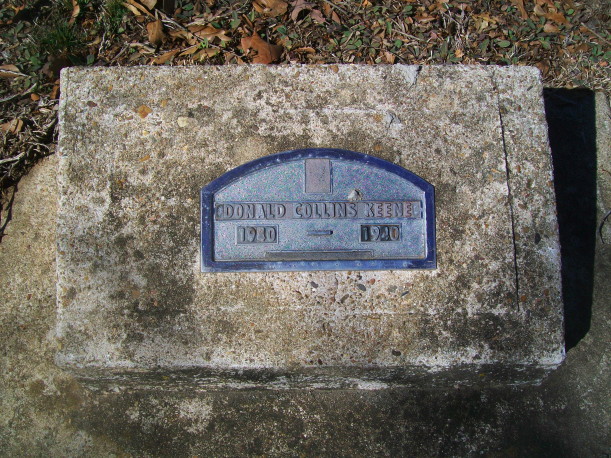 DONALD COLLINS KEENE
1940 — 1940